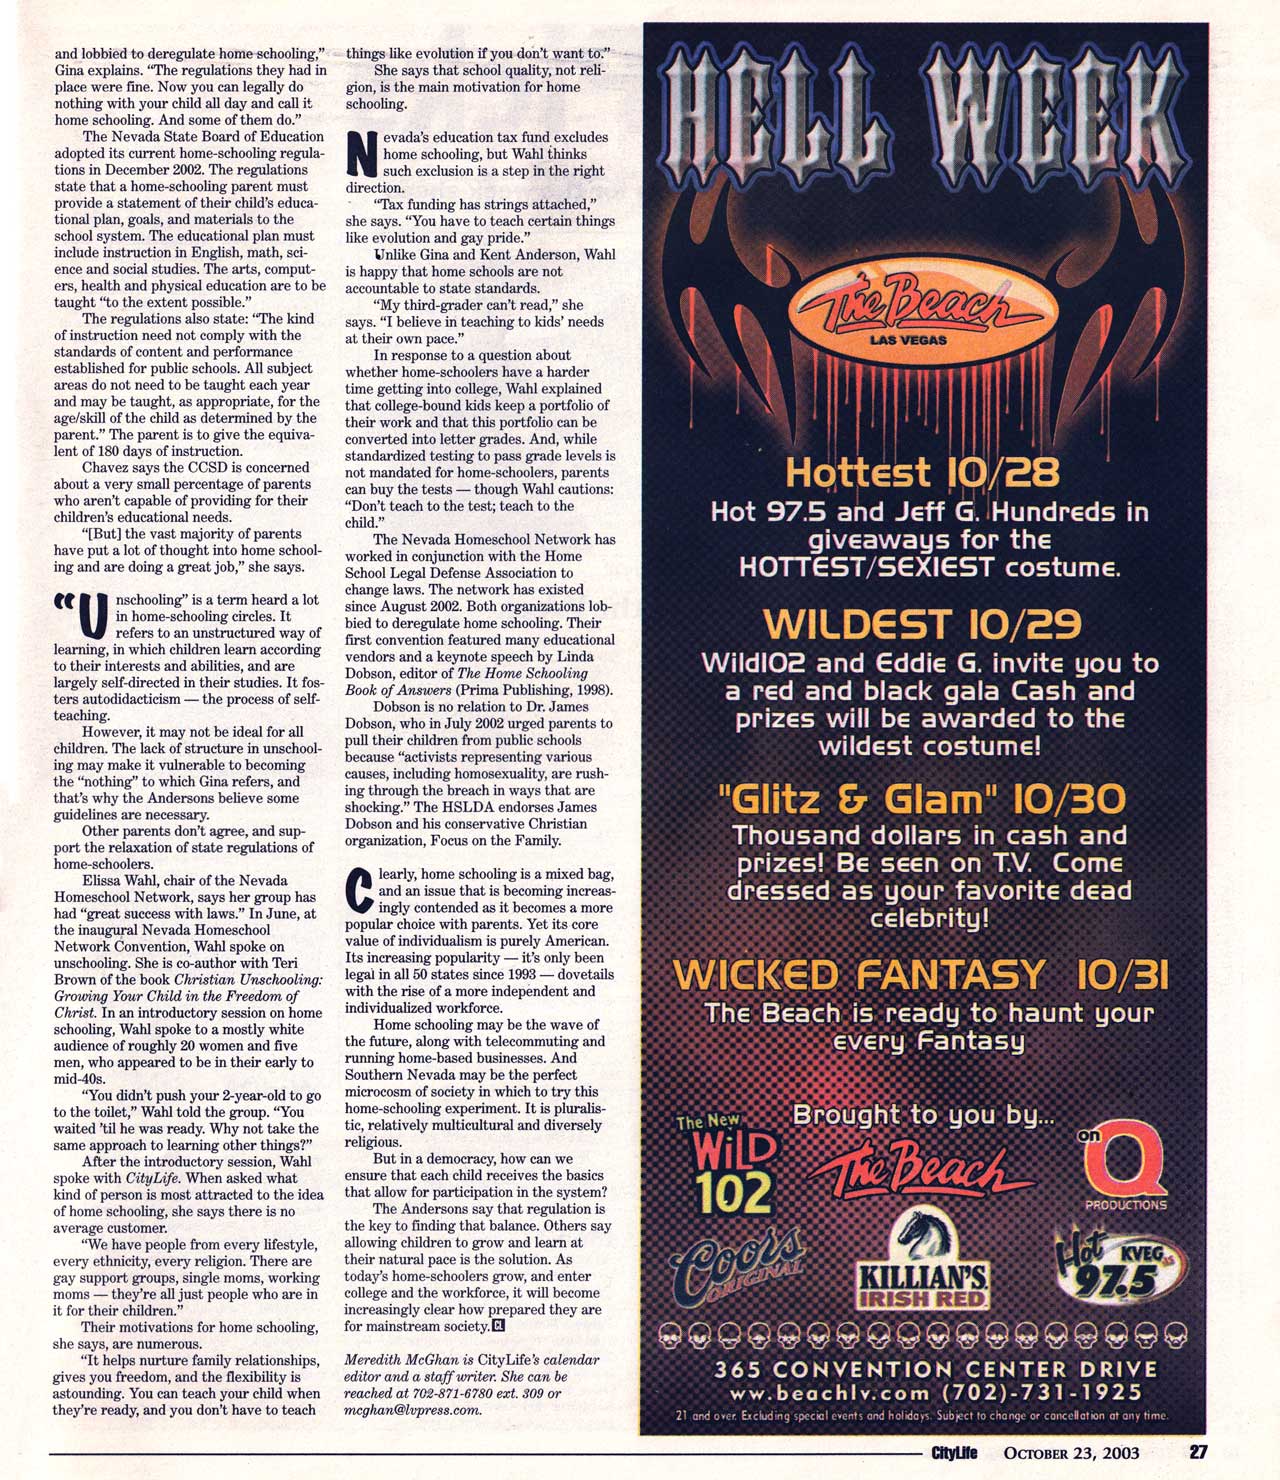 and lobbied to deregulate home schooling,”
Gina explains. “The regulations they had in
place were fine. Now you can legally do
nothing with your child all day and call it
home schooling. And some of them do.”
The Nevada State Board of Education
adopted its current home-schooling regula-
tions in December 2002. The regulations
state that a home-schooling parent must
provide a statement of their child’s educa-
tional plan, goals, and materials to the
school system. The educational plan must
include instruction in English, math, sci-
ence and social studies. The arts, comput-
ers, health and physical education are to be
taught “to the extent possible.”
The regulations also state: “The kind
of instruction need not comply with the
standards of content and performance
established for public schools. All subject
areas do not need to be taught each year
and may be taught, as appropriate, for the
age/skill of the child as determined by the
parent.” The parent is to give the equiva-
lent of 180 days of instruction.
Chavez says the CCSD is concerned
about a very small percentage of parents
who aren’t capable of providing for their
children’s educational needs.
“[But] the vast majority of parents
have put a lot of thought into home school-
ing and are doing a great job,” she says.
“Unschooling” is a term heard a lot
in home-schooling circles. It
refers to an unstructured way of
learning, in which children learn according
to their interests and abilities, and are
largely self-directed in their studies. It fos-
ters autodidacticism — the process of self-
teaching.
However, it may not be ideal for all
children. The lack of structure in unschool-
ing may make it vulnerable to becoming
the “nothing” to which Gina refers, and
that’s why the Andersons believe some
guidelines are necessary.
Other parents don’t agree, and sup-
port the relaxation of state regulations of
home-schoolers.
Elissa Wahl, chair of the Nevada
Homeschool Network, says her group has
had “great success with laws.” In June, at
the inaugural Nevada Homeschool
Network Convention, Wahl spoke on
unschooling. She is co-author with Teri
Brown of the book Christian Unschooling:
Growing Your Child in the Freedom of
Christ. In an introductory session on home
schooling, Wahl spoke to a mostly white
audience of roughly 20 women and five
men, who appeared to be in their early to
mid-40s.
“You didn’t push your 2-year-old to go
to the toilet,” Wahl told the group. “You
waited ’til he was ready. Why not take the
same approach to learning other things?”
After the introductory session, Wahl
spoke with CityLife. When asked what
kind of person is most attracted to the idea
of home schooling, she says there is no
average customer.
“We have people from every lifestyle,
every ethnicity, every religion. There are
gay support groups, single moms, working
moms — they’re all just people who are in
it for their children.”
Their motivations for home schooling,
she says, are numerous.
“It helps nurture family relationships,
gives you freedom, and the flexibility is
astounding. You can teach your child when
they’re ready, and you don’t have to teach
things like evolution if you don’t want to.”
She says that school quality, not reli-
gion, is the main motivation for home
schooling.
Nevada’s education tax fund excludes
home schooling, but Wahl thinks
such exclusion is a step in the right
direction.
“Tax funding has strings attached,”
she says. “You have to teach certain things
like evolution and gay pride.”
Unlike Gina and Kent Anderson, Wahl
is happy that home schools are not
accountable to state standards.
“My third-grader can’t read,” she
says. “I believe in teaching to kids’ needs
at their own pace.”
In response to a question about
whether home-schoolers have a harder
time getting into college, Wahl explained
that college-bound kids keep a portfolio of
their work and that this portfolio can be
converted into letter grades. And, while
standardized testing to pass grade levels is
not mandated for home-schoolers, parents
can buy the tests — though Wahl cautions:
“Don’t teach to the test; teach to the
child.”
The Nevada Homeschool Network has
worked in conjunction with the Home
School Legal Defense Association to
change laws. The network has existed
since August 2002. Both organizations lob-
bied to deregulate home schooling. Their
first convention featured many educational
vendors and a keynote speech by Linda
Dobson, editor of The Home Schooling
Book of Answers (Prima Publishing, 1998).
Dobson is no relation to Dr. James
Dobson, who in July 2002 urged parents to
pull their children from public schools
because “activists representing various
causes, including homosexuality, are rush-
ing through the breach in ways that are
shocking.” The HSLDA endorses James
Dobson and his conservative Christian
organization, Focus on the Family.
Clearly, home schooling is a mixed bag,
and an issue that is becoming increas-
ingly contended as it becomes a more
popular choice with parents. Yet its core
value of individualism is purely American.
Its increasing popularity — it’s only been
legal in all 50 states since 1993 — dovetails
with the rise of a more independent and
individualized workforce.
Home schooling may be the wave of
the future, along with telecommuting and
running home-based businesses. And
Southern Nevada may be the perfect
microcosm of society in which to try this
home-schooling experiment. It is pluralis-
tic, relatively multicultural and diversely
religious.
But in a democracy, how can we
ensure that each child receives the basics
that allow for participation in the system?
The Andersons say that regulation is
the key to finding that balance. Others say
allowing children to grow and learn at
their natural pace is the solution. As
today’s home-schoolers grow, and enter
college and the workforce, it will become
increasingly clear how prepared they are
for mainstream society. CL
Meredith McGhan is CityLife’s calendar
editor and a staff writer. She can be
reached at 702-871-6780 ext. 309 or
mcghan@lvpress.com.
HELL WEEK
The Beach
LAS VEGAS
Hottest 10/28
Hot 97.5 and Jeff G. Hundreds in
giveaways for the
HOTTEST/SEXIEST costume.
WILDEST 10/29
Wild102 and Eddie G. invite you to
a red and black gala Cash and
prizes will be awarded to the
wildest costume!
"Glitz & Glam" 10/30
Thousand dollars in cash and
prizes! Be seen on T.V. Come
dressed as your favorite dead
celebrity!
WICKED FANTASY 10/31
The Beach is ready to haunt your
every Fantasy
Brought to you by...
The New
WiLD
102
The Beach
on Q
PRODUCTIONS
Coors
ORIGINAL
KILLIAN'S
IRISH RED
Hot
97.5
KVEG
365 CONVENTION CENTER DRIVE
ww.beachlv.com (702)-731-1925
21 and over. Excluding special events and holidays. Subject to change or cancellation at any time.
CityLife OCTOBER 23, 2003 27